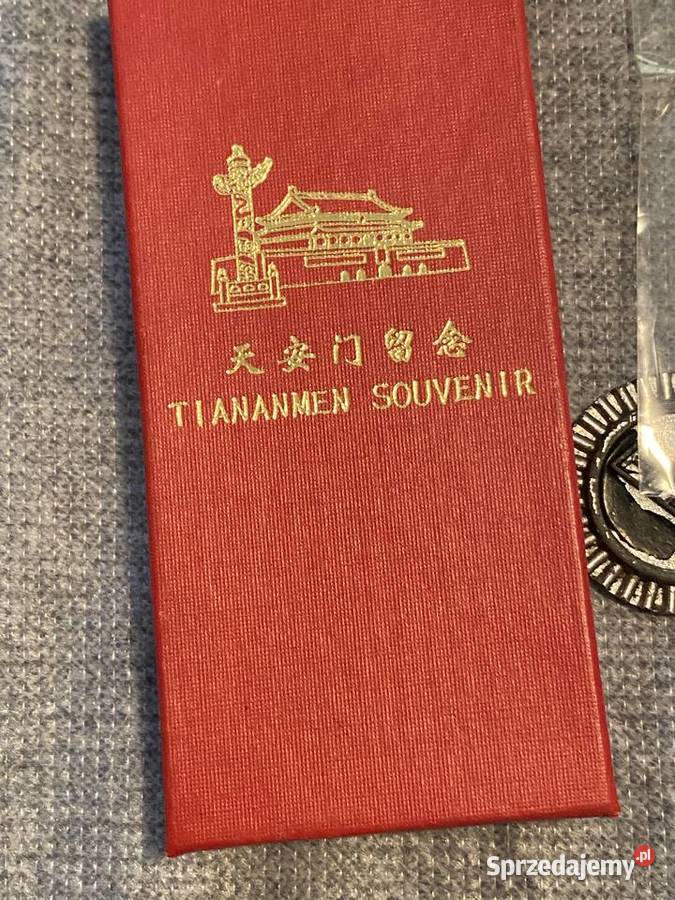 天安门留念
TIANANMEN SOUVENIR
Sprzedajemy.pl